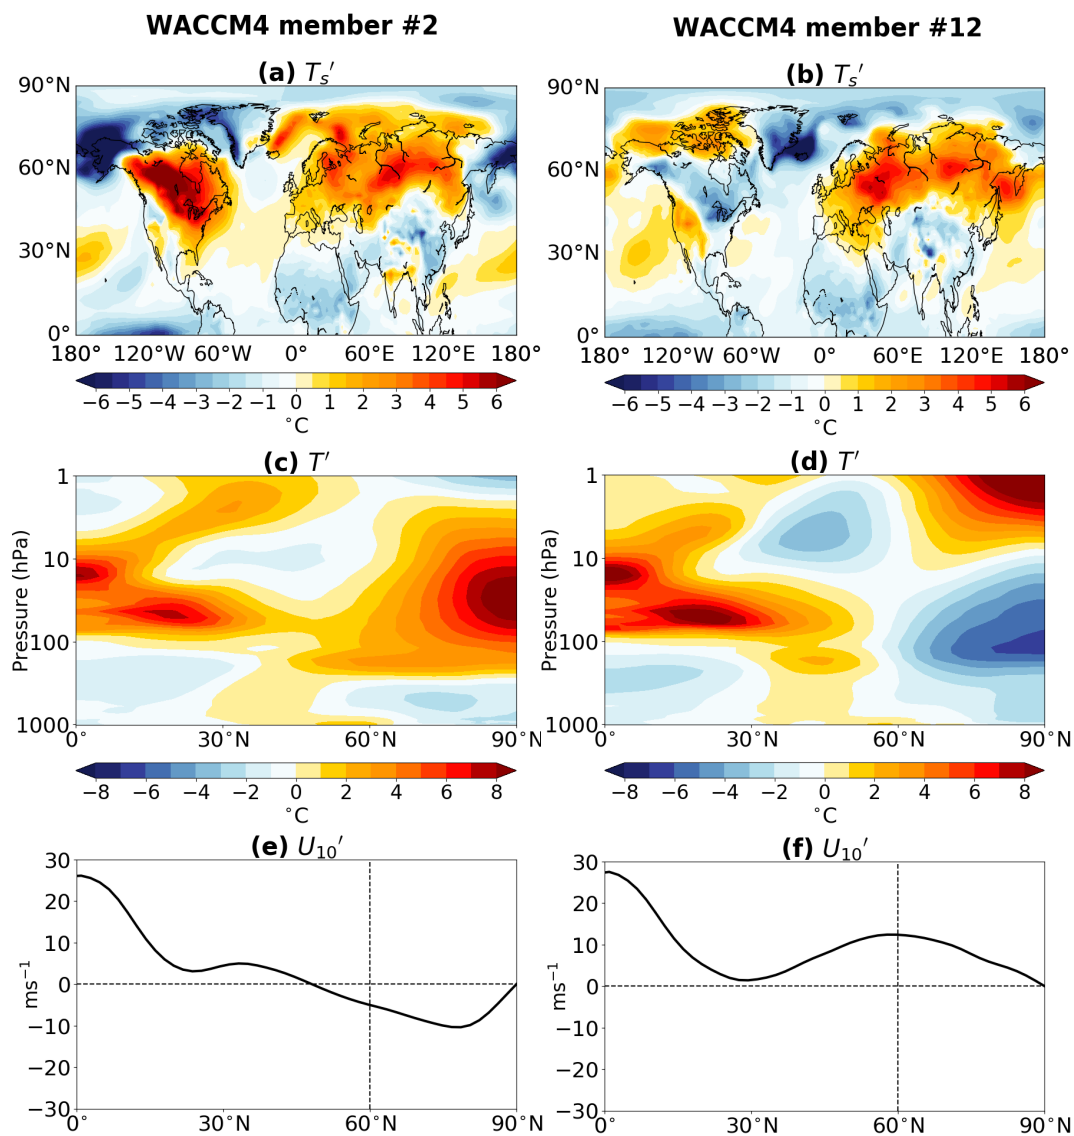 WACCM4 member #2 WACCM4 member #12
(a) Ts′ (b) Ts′
90°N 90°N
60°N 60°N
30°N 30°N
0° 0°
180° 120°W 60°W 0° 60°E 120°E 180° 180° 120°W 60°W 0° 60°E 120°E 180°
−6 −5 −4 −3 −2 −1 0 1 2 3 4 5 6 −6 −5 −4 −3 −2 −1 0 1 2 3 4 5 6
°C °C
(c) T′ (d) T′
1 1
10 10
Pressure (hPa) Pressure (hPa)
100 100
1000 1000
0° 30°N 60°N 90°N 0° 30°N 60°N 90°N
−8 −6 −4 −2 0 2 4 6 8 −8 −6 −4 −2 0 2 4 6 8
°C °C
(e) U10′ (f) U10′
30 30
20 20
10 10
ms−1 ms−1
0 0
−10 −10
−20 −20
−30 −30
0° 30°N 60°N 90°N 0° 30°N 60°N 90°N